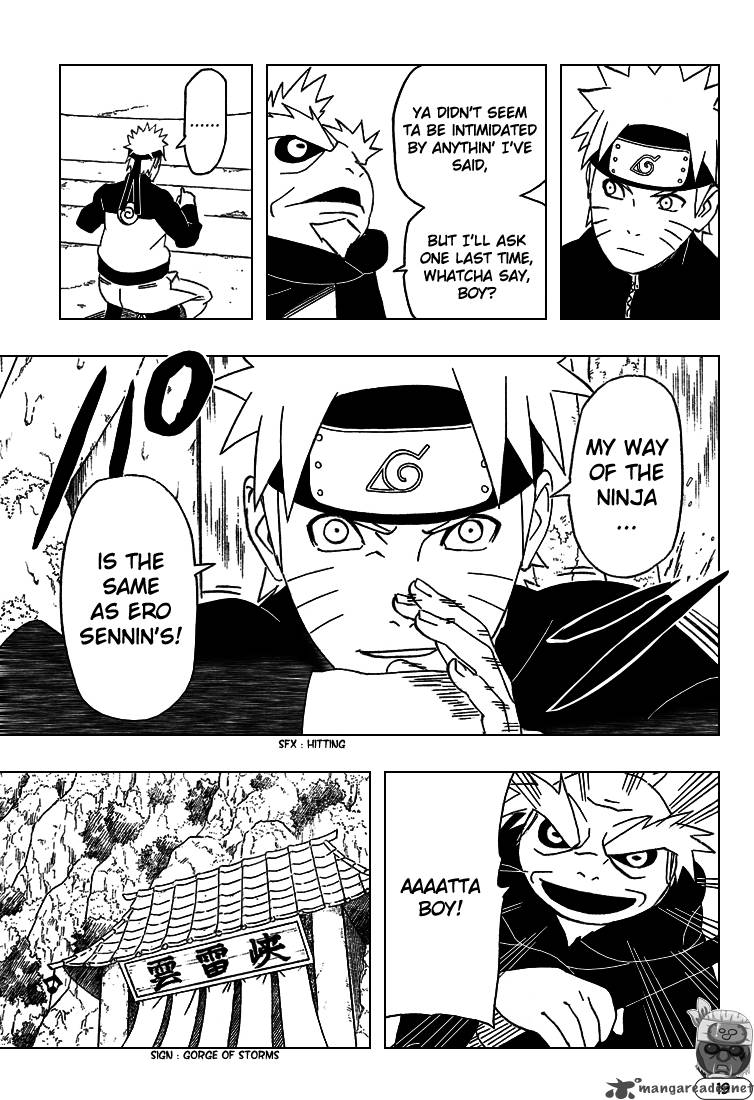 YA DIDN'T SEEM
TA BE INTIMIDATED
BY ANYTHIN' I'VE
SAID,
BUT I'LL ASK
ONE LAST TIME,
WHATCHA SAY,
BOY?
......
MY WAY
OF THE
NINJA
...
IS THE
SAME
AS ERO
SENNIN'S!
パン
SFX : HITTING
AAAATTA
BOY!
雲雷峡
SIGN : GORGE OF STORMS
19